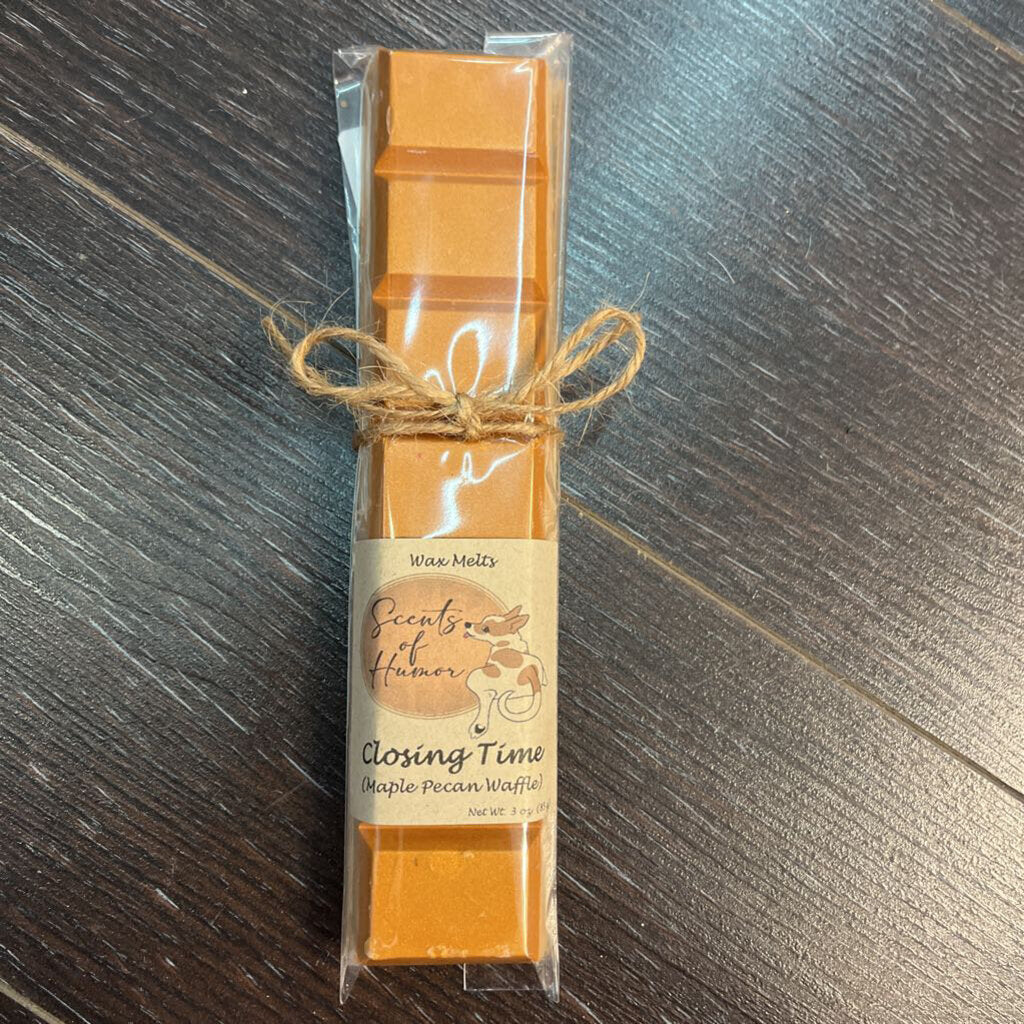 Wax Melts
Scents
of
Humor
Closing Time
(Maple Pecan Waffle)
Net Wt. 3 oz